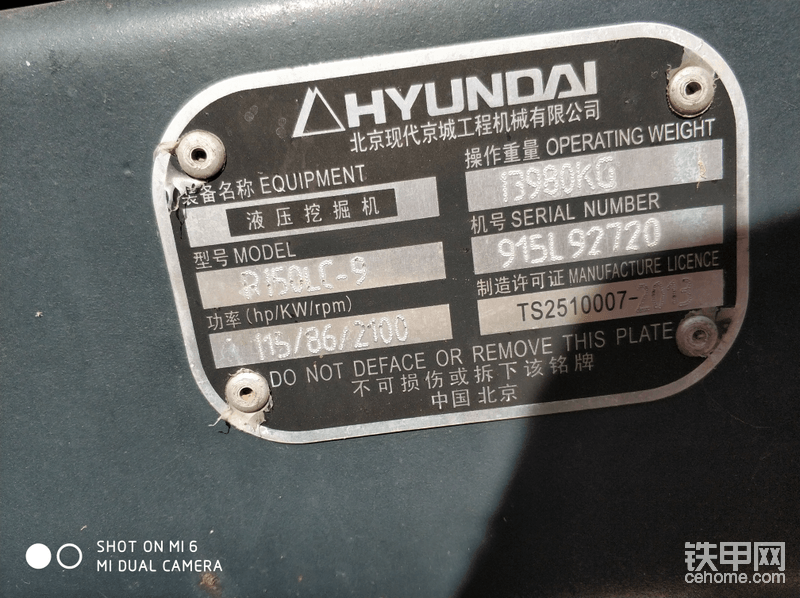 HYUNDAI
北京现代京城工程机械有限公司
装备名称 EQUIPMENT
液压挖掘机
型号 MODEL
R150LC-9
功率 (hp/KW/rpm)
115/86/2100
操作重量 OPERATING WEIGHT
13980KG
机号 SERIAL NUMBER
915L92720
制造许可证 MANUFACTURE LICENCE
TS2510007-
DO NOT DEFACE OR REMOVE THIS PLATE
不可损伤或拆下该铭牌
中国 北京
SHOT ON MI 6
MI DUAL CAMERA
铁甲网
cehome.com